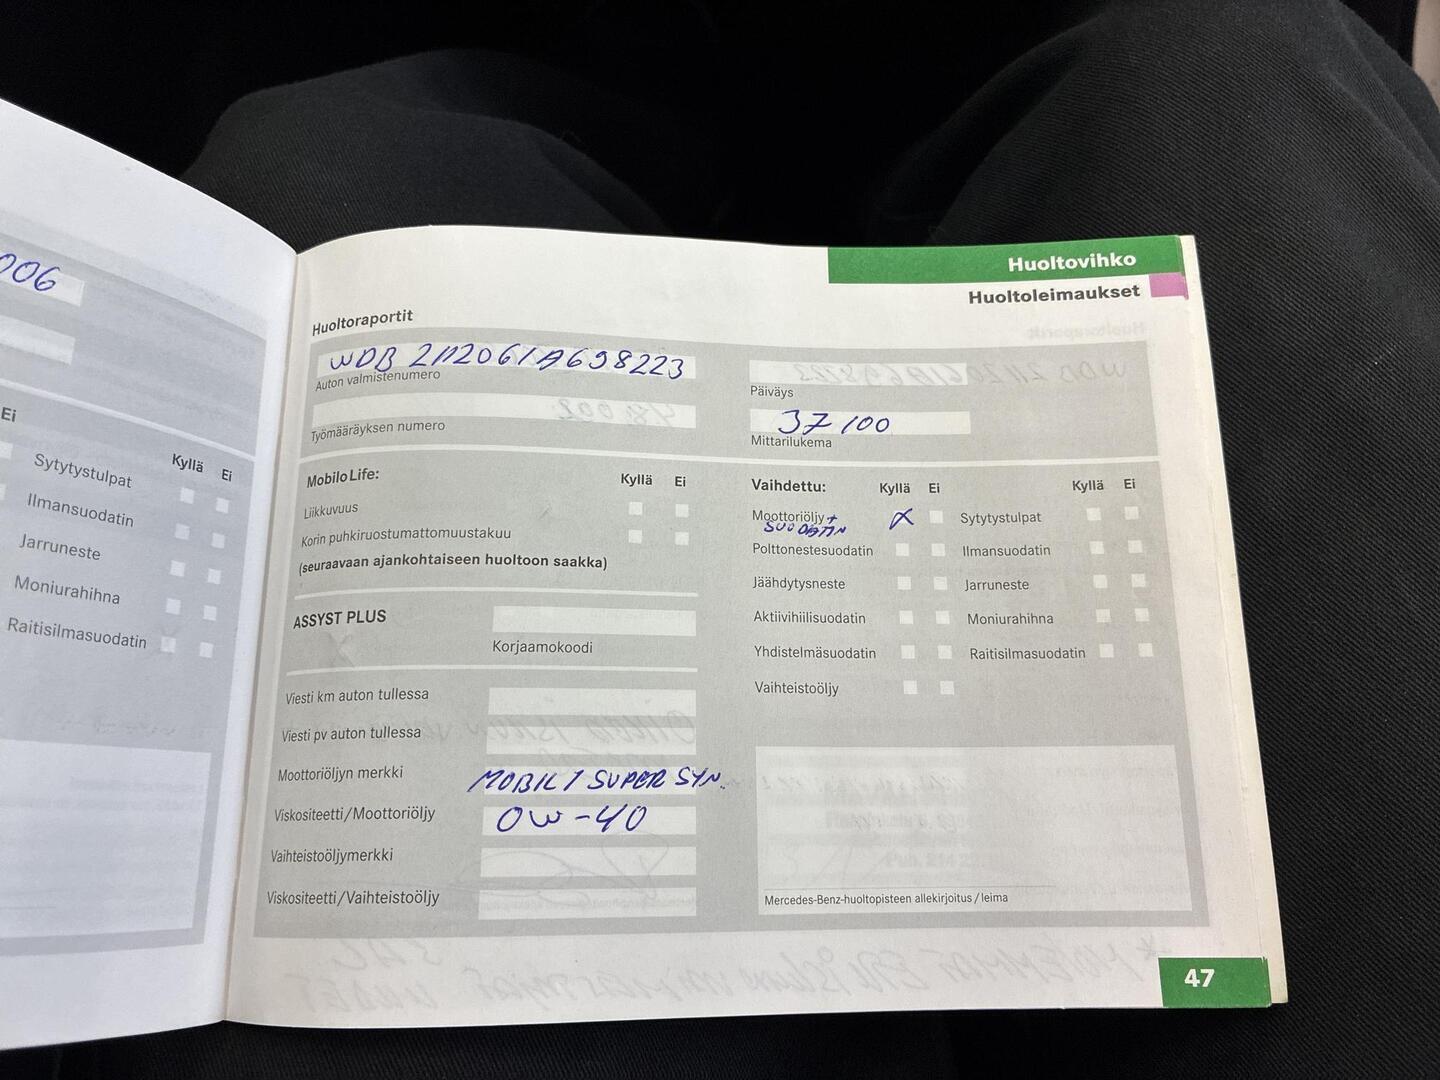 006
Ei
Kyllä Ei
Sytytystulpat
Ilmansuodatin
Jarruneste
Moniurahihna
Raitisilmasuodatin
Huoltovihko
Huoltoleimaukset
Huoltoraportit
WDB 2112061A698223
Auton valmistenumero
Päiväys
Työmääräyksen numero
37100
Mittarilukema
Mobilo Life: Kyllä Ei
Liikkuvuus
Korin puhkiruostumattomuustakuu
(seuraavaan ajankohtaiseen huoltoon saakka)
ASSYST PLUS
Korjaamokoodi
Viesti km auton tullessa
Viesti pv auton tullessa
Moottoriöljyn merkki MOBIL 1 SUPER SYN.
Viskositeetti/Moottoriöljy 0W-40
Vaihteistoöljymerkki
Viskositeetti/Vaihteistoöljy
Vaihdettu: Kyllä Ei Kyllä Ei
Moottoriöljy + X Sytytystulpat
SUODATIN
Polttonestesuodatin Ilmansuodatin
Jäähdytysneste Jarruneste
Aktiivihiilisuodatin Moniurahihna
Yhdistelmäsuodatin Raitisilmasuodatin
Vaihteistoöljy
Mercedes-Benz-huoltopisteen allekirjoitus / leima
47